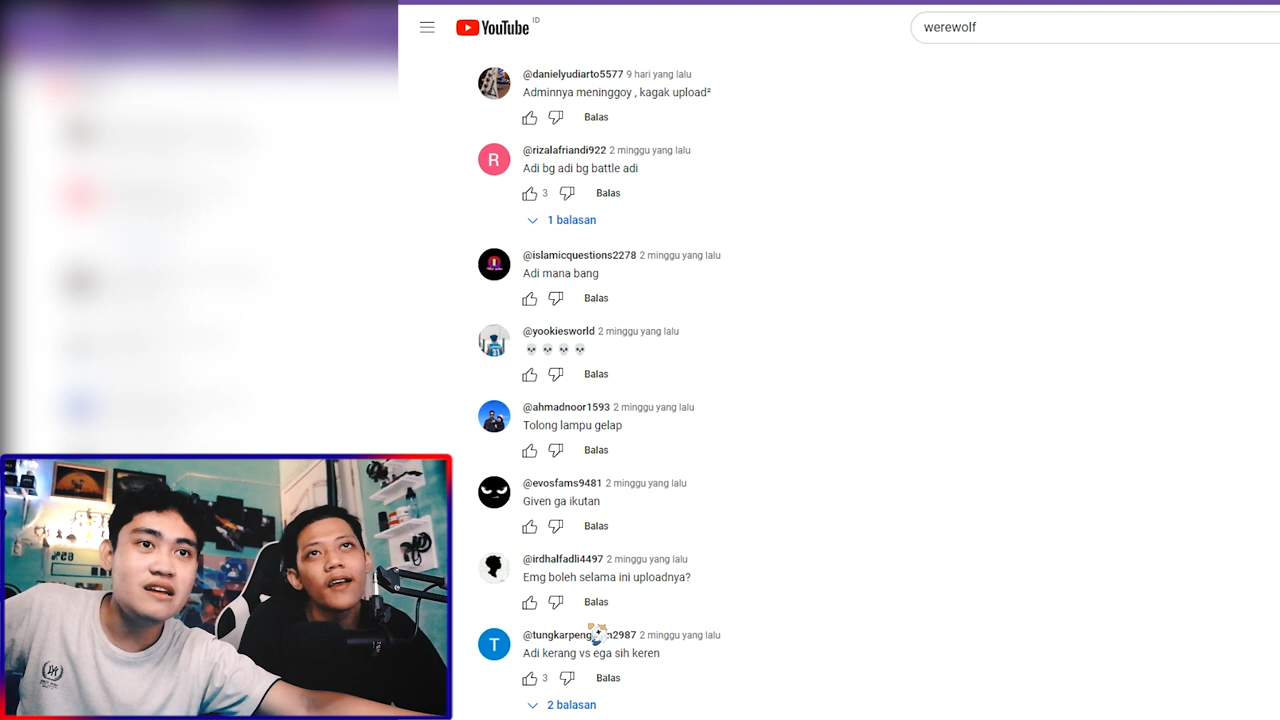 YouTube ID
werewolf
@danielyudiarto5577 9 hari yang lalu
Adminnya meninggoy , kagak upload²
Balas
@rizalafriandi922 2 minggu yang lalu
Adi bg adi bg battle adi
3 Balas
1 balasan
@islamicquestions2278 2 minggu yang lalu
Adi mana bang
Balas
@yookiesworld 2 minggu yang lalu
💀 💀 💀 💀
Balas
@ahmadnoor1593 2 minggu yang lalu
Tolong lampu gelap
Balas
@evosfams9481 2 minggu yang lalu
Given ga ikutan
Balas
@irdhalfadli4497 2 minggu yang lalu
Emg boleh selama ini uploadnya?
Balas
2 minggu yang lalu
Adi kerang vs ega sih keren
3 Balas
2 balasan
R
T